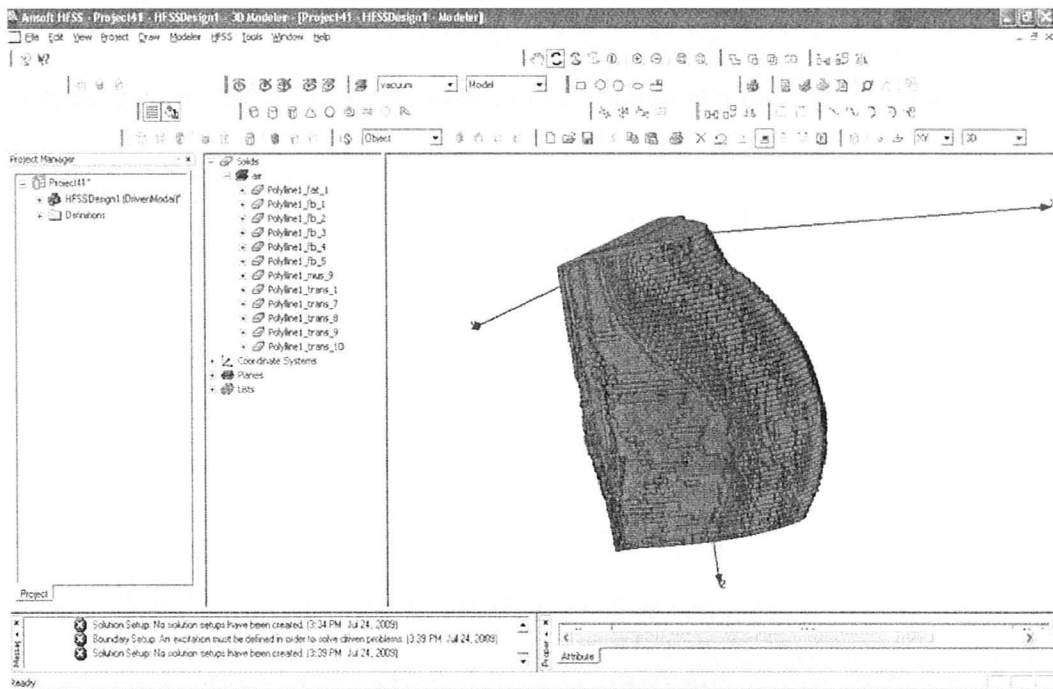 Ansoft HFSS - Project41 - HFSSDesign1 - 3D Modeler - [Project41 - HFSSDesign1 - Modeler]
File Edit View Project Draw Modeler HFSS Tools Window Help
vacuum Model
Object XY 3D
Project Manager
Project41*
HFSSDesign1 (DrivenModal)*
Definitions
Project
Solids
air
Polyline1_fat_1
Polyline1_fb_1
Polyline1_fb_2
Polyline1_fb_3
Polyline1_fb_4
Polyline1_fb_5
Polyline1_mus_9
Polyline1_trans_1
Polyline1_trans_7
Polyline1_trans_8
Polyline1_trans_9
Polyline1_trans_10
Coordinate Systems
Planes
Lists
Z
Solution Setup: No solution setups have been created. (3:34 PM Jul 24, 2009)
Boundary Setup: An excitation must be defined in order to solve driven problems. (3:39 PM Jul 24, 2009)
Solution Setup: No solution setups have been created. (3:39 PM Jul 24, 2009)
Attribute
Ready